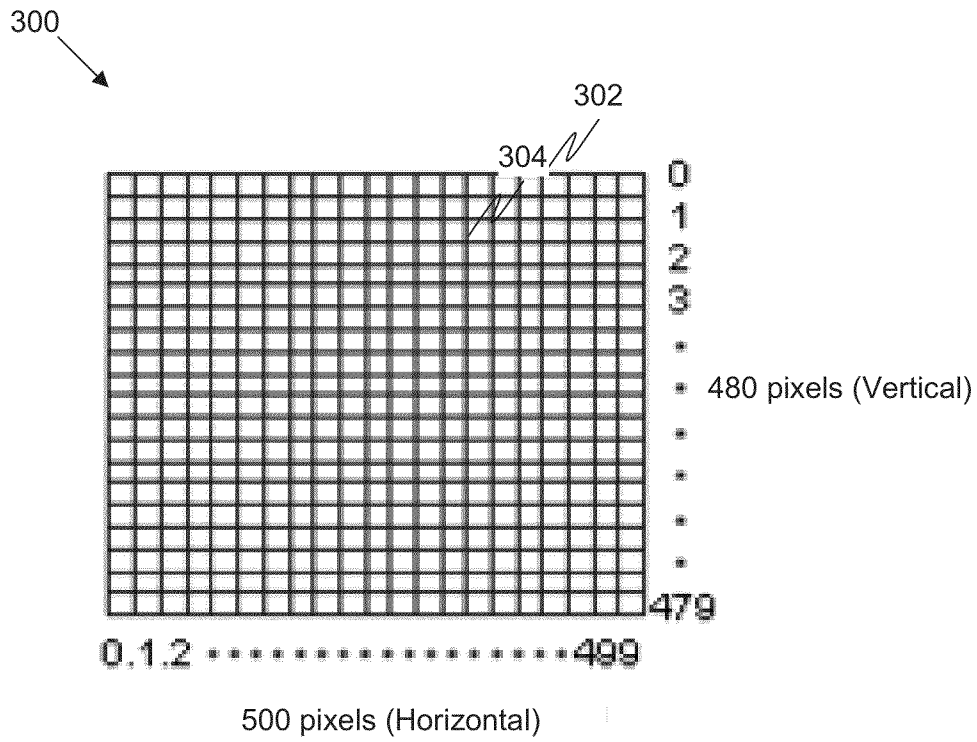 300
302
304
0
1
2
3
480 pixels (Vertical)
479
0.1.2 ................. 499
500 pixels (Horizontal)